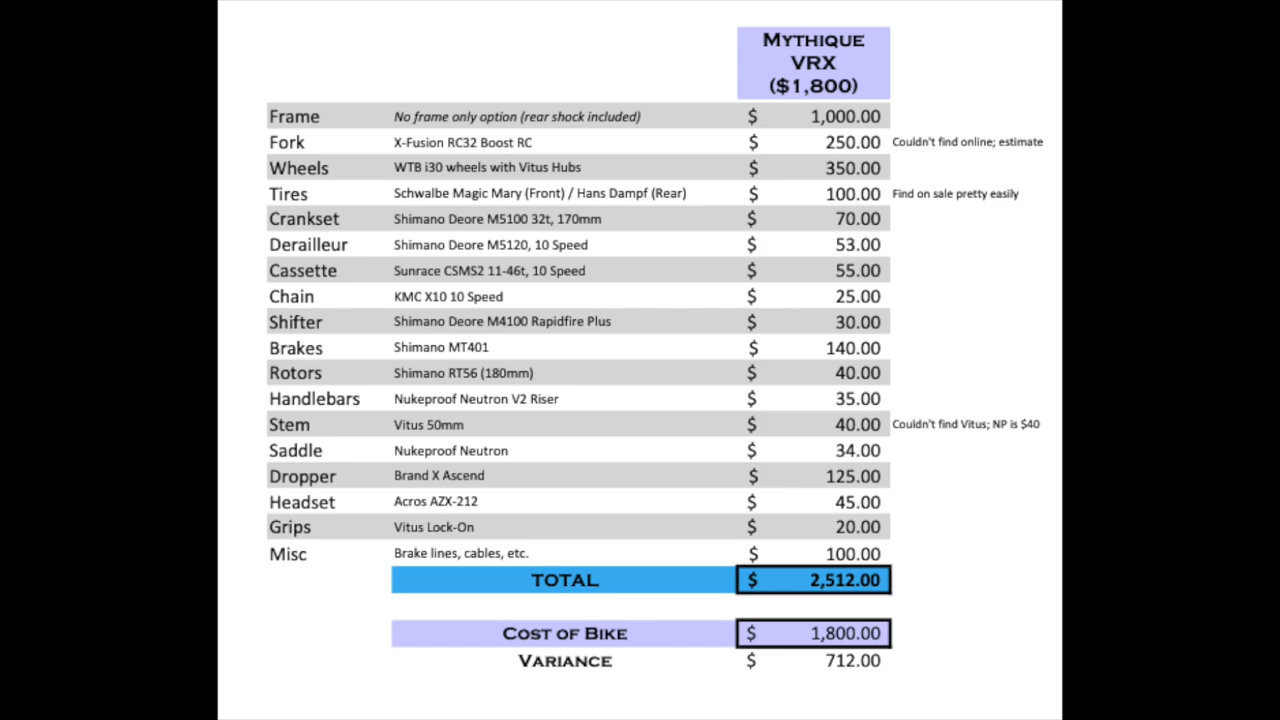 MYTHIQUE
VRX
($1,800)
Frame No frame only option (rear shock included) $ 1,000.00
Fork X-Fusion RC32 Boost RC $ 250.00 Couldn't find online; estimate
Wheels WTB i30 wheels with Vitus Hubs $ 350.00
Tires Schwalbe Magic Mary (Front) / Hans Dampf (Rear) $ 100.00 Find on sale pretty easily
Crankset Shimano Deore M5100 32t, 170mm $ 70.00
Derailleur Shimano Deore M5120, 10 Speed $ 53.00
Cassette Sunrace CSMS2 11-46t, 10 Speed $ 55.00
Chain KMC X10 10 Speed $ 25.00
Shifter Shimano Deore M4100 Rapidfire Plus $ 30.00
Brakes Shimano MT401 $ 140.00
Rotors Shimano RT56 (180mm) $ 40.00
Handlebars Nukeproof Neutron V2 Riser $ 35.00
Stem Vitus 50mm $ 40.00 Couldn't find Vitus; NP is $40
Saddle Nukeproof Neutron $ 34.00
Dropper Brand X Ascend $ 125.00
Headset Acros AZX-212 $ 45.00
Grips Vitus Lock-On $ 20.00
Misc Brake lines, cables, etc. $ 100.00
TOTAL $ 2,512.00
COST OF BIKE $ 1,800.00
VARIANCE $ 712.00